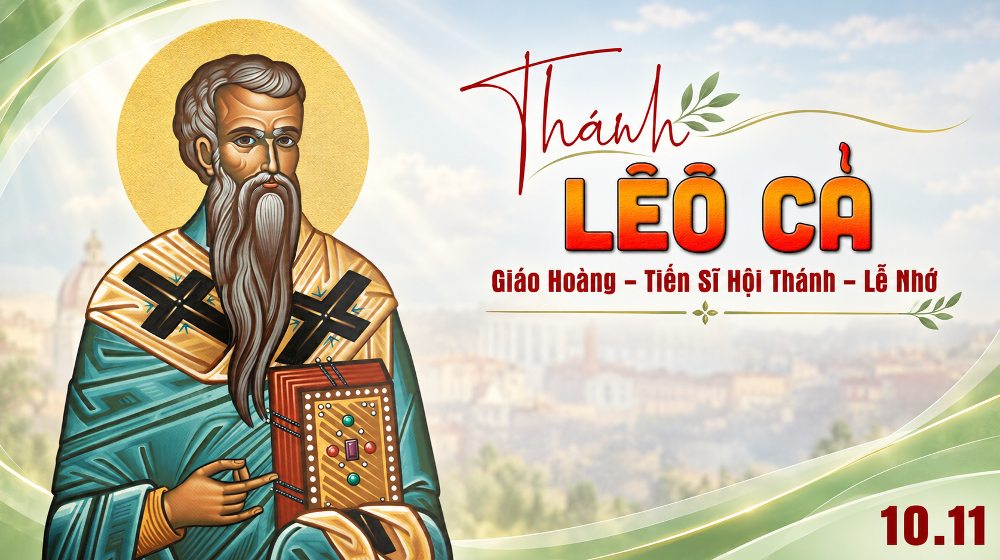 Thánh
LÊÔ CẢ
Giáo Hoàng – Tiến Sĩ Hội Thánh – Lễ Nhớ
10.11